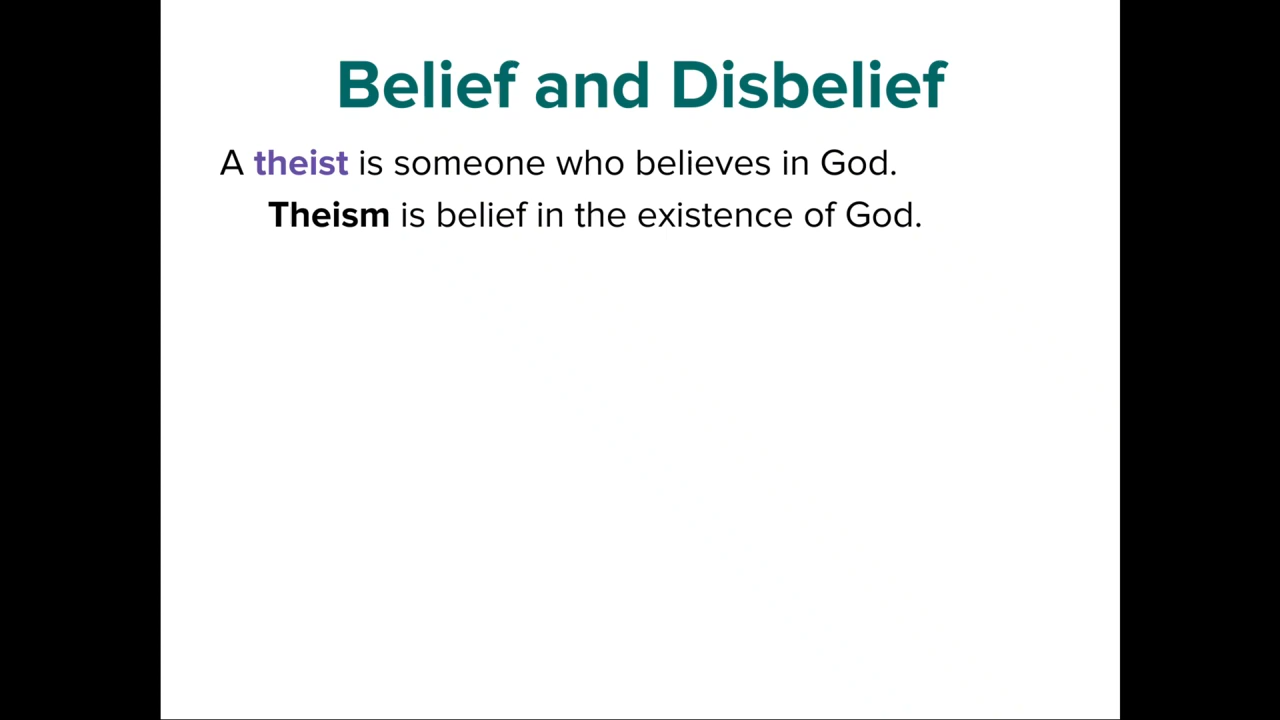 Belief and Disbelief
A theist is someone who believes in God.
Theism is belief in the existence of God.